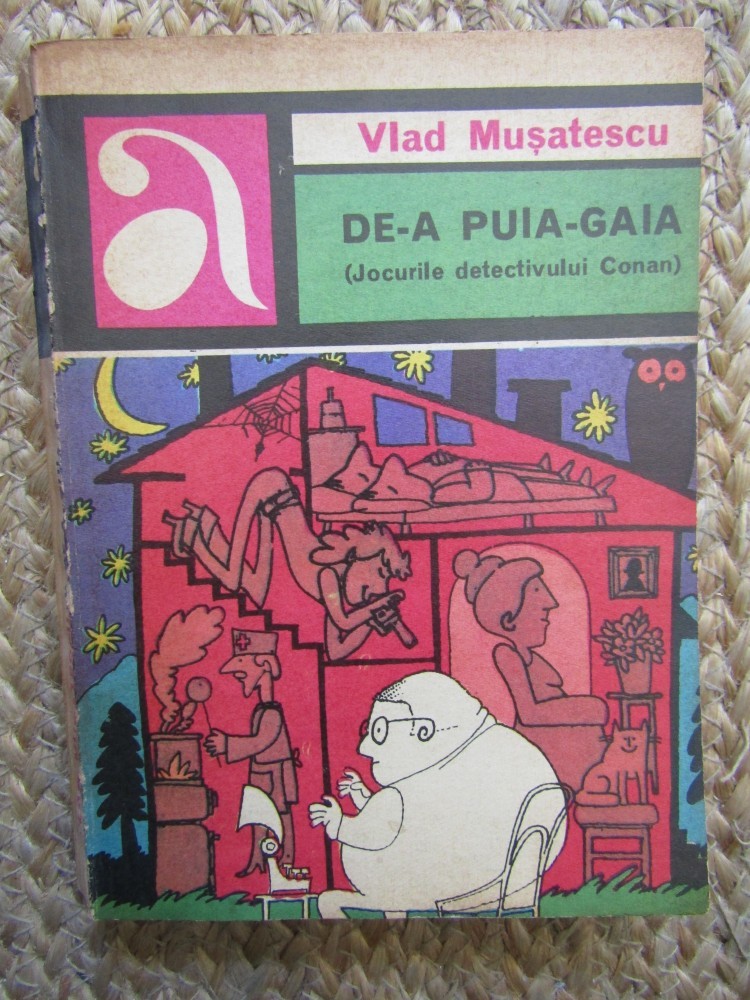 a
Vlad Mușatescu
DE-A PUIA-GAIA
(Jocurile detectivului Conan)